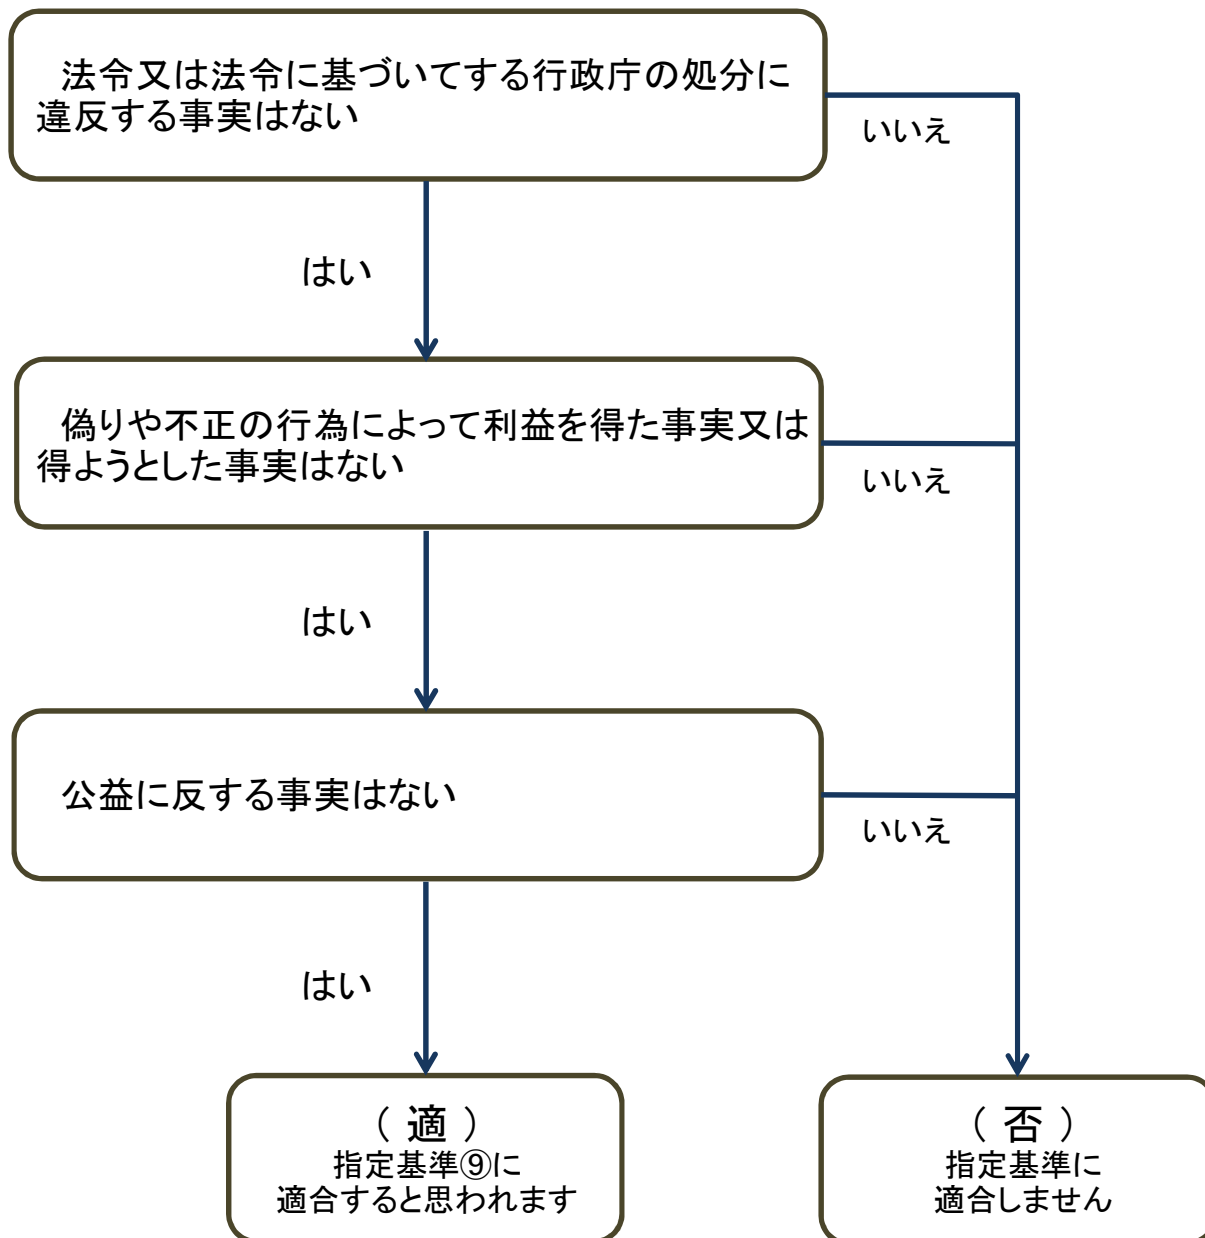 法令又は法令に基づいてする行政庁の処分に
違反する事実はない
いいえ
はい
偽りや不正の行為によって利益を得た事実又は
得ようとした事実はない
いいえ
はい
公益に反する事実はない
いいえ
はい
（ 適 ）
指定基準⑨に
適合すると思われます
（ 否 ）
指定基準に
適合しません